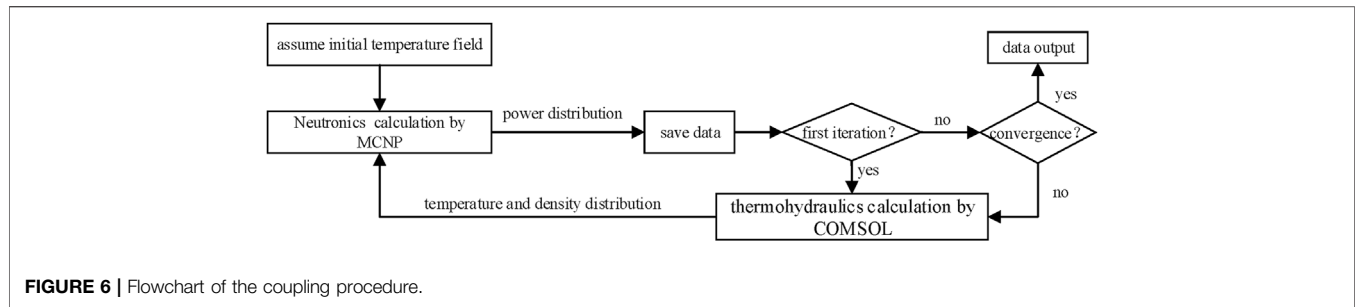 assume initial temperature field
data output
power distribution
yes
Neutronics calculation by
MCNP
save data
first iteration?
no
convergence?
yes
no
temperature and density distribution
thermohydraulics calculation by
COMSOL
FIGURE 6 | Flowchart of the coupling procedure.